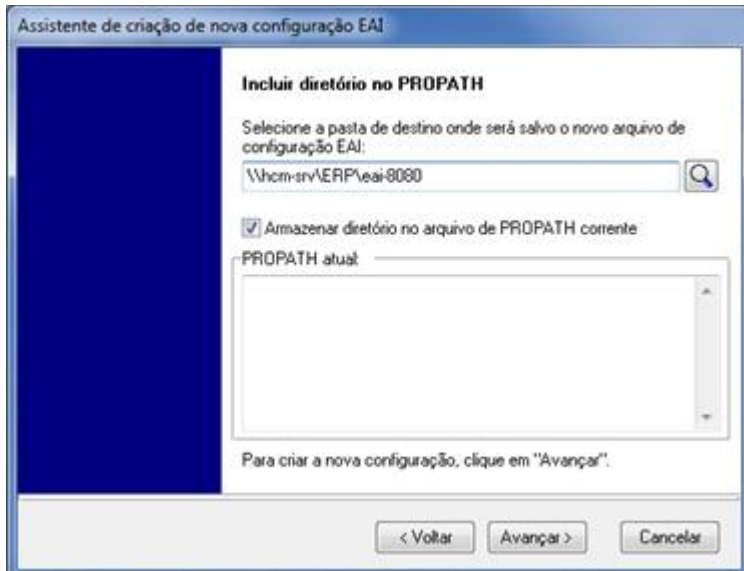 Assistente de criação de nova configuração EAI
Incluir diretório no PROPATH
Selecione a pasta de destino onde será salvo o novo arquivo de
configuração EAI:
\\hcm-srv\ERP\eai-8080
Armazenar diretório no arquivo de PROPATH corrente
PROPATH atual:
Para criar a nova configuração, clique em "Avançar".
< Voltar
Avançar >
Cancelar